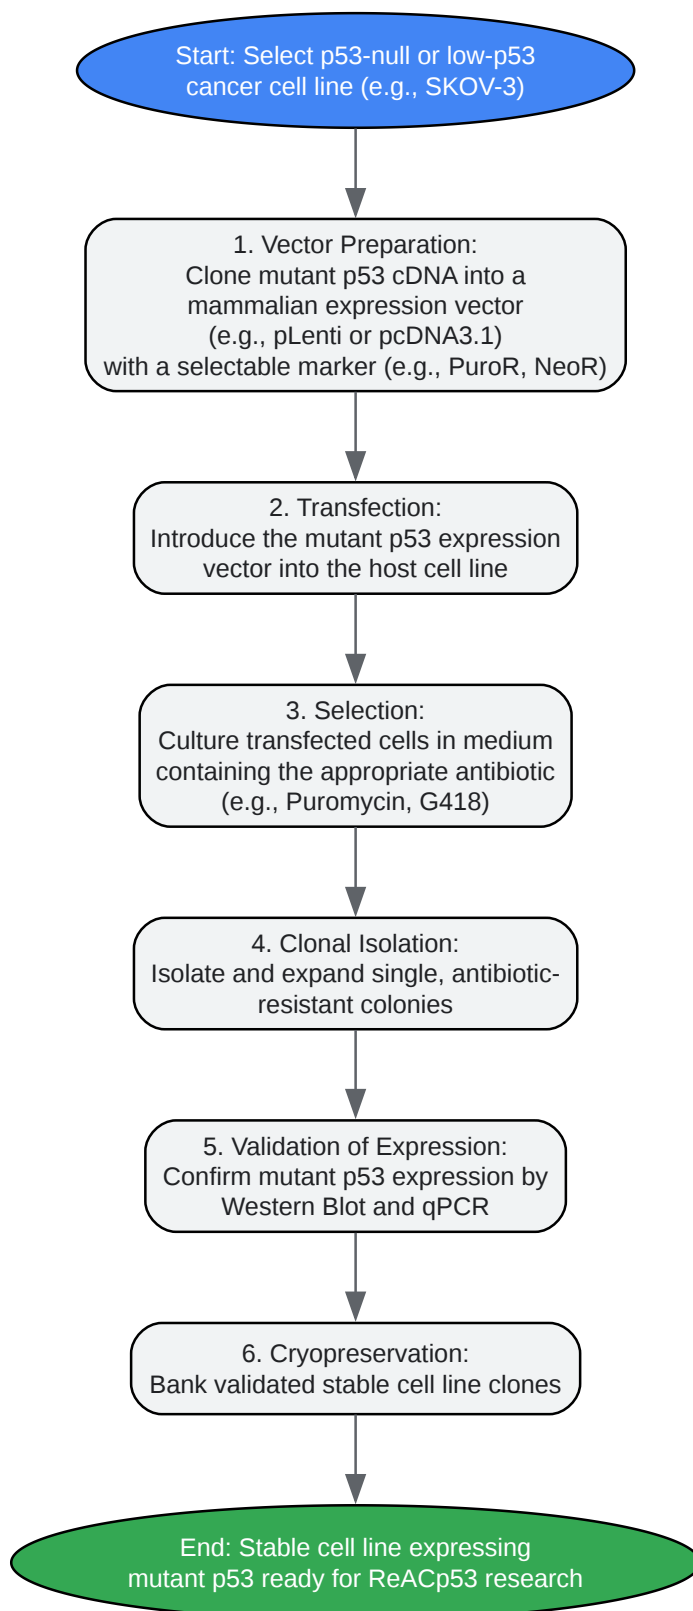 Start: Select p53-null or low-p53
cancer cell line (e.g., SKOV-3)
1. Vector Preparation:
Clone mutant p53 cDNA into a
mammalian expression vector
(e.g., pLenti or pcDNA3.1)
with a selectable marker (e.g., PuroR, NeoR)
2. Transfection:
Introduce the mutant p53 expression
vector into the host cell line
3. Selection:
Culture transfected cells in medium
containing the appropriate antibiotic
(e.g., Puromycin, G418)
4. Clonal Isolation:
Isolate and expand single, antibiotic-
resistant colonies
5. Validation of Expression:
Confirm mutant p53 expression by
Western Blot and qPCR
6. Cryopreservation:
Bank validated stable cell line clones
End: Stable cell line expressing
mutant p53 ready for ReACp53 research